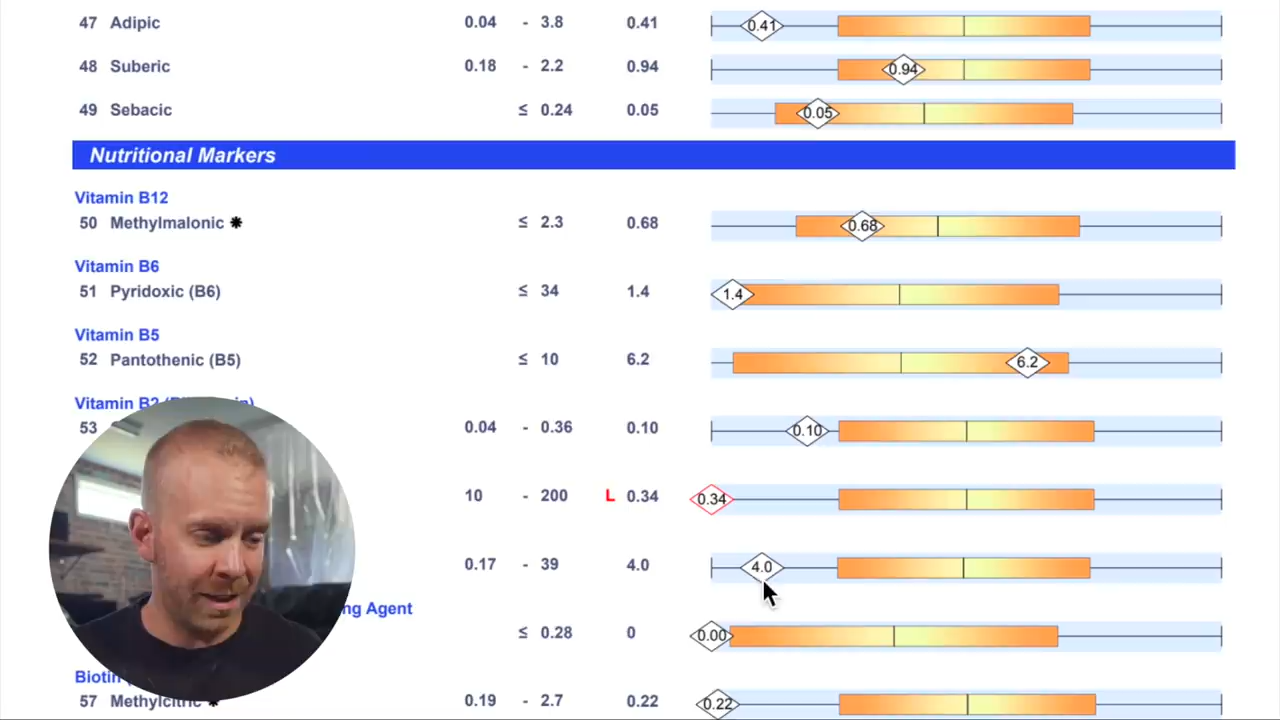 47 Adipic 0.04 - 3.8 0.41 0.41
48 Suberic 0.18 - 2.2 0.94 0.94
49 Sebacic ≤ 0.24 0.05 0.05
Nutritional Markers
Vitamin B12
50 Methylmalonic ✱ ≤ 2.3 0.68 0.68
Vitamin B6
51 Pyridoxic (B6) ≤ 34 1.4 1.4
Vitamin B5
52 Pantothenic (B5) ≤ 10 6.2 6.2
Vitamin B2
53 0.04 - 0.36 0.10 0.10
10 - 200 L 0.34 0.34
0.17 - 39 4.0 4.0
Agent
≤ 0.28 0 0.00
Biotin
57 Methylcitric ✱ 0.19 - 2.7 0.22 0.22